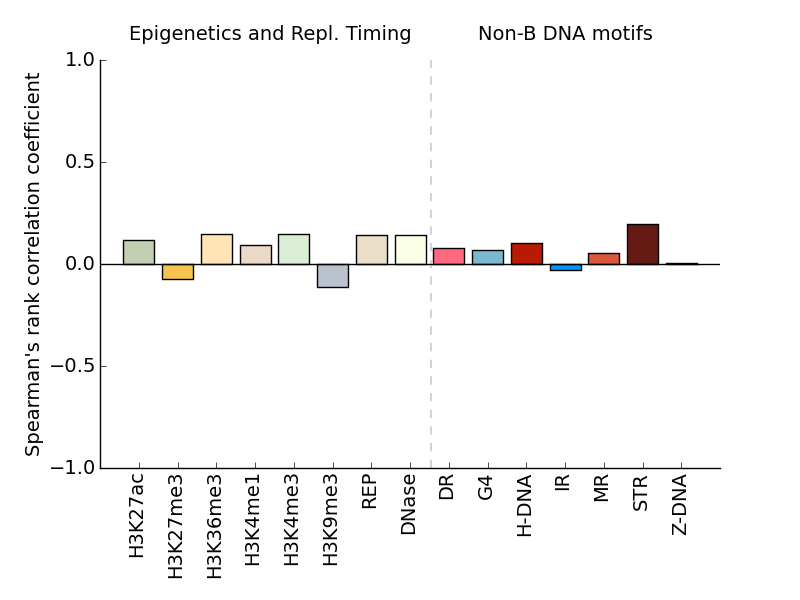 Epigenetics and Repl. Timing
Non-B DNA motifs
Spearman's rank correlation coefficient
1.0
0.5
0.0
−0.5
−1.0
H3K27ac
H3K27me3
H3K36me3
H3K4me1
H3K4me3
H3K9me3
REP
DNase
DR
G4
H-DNA
IR
MR
STR
Z-DNA